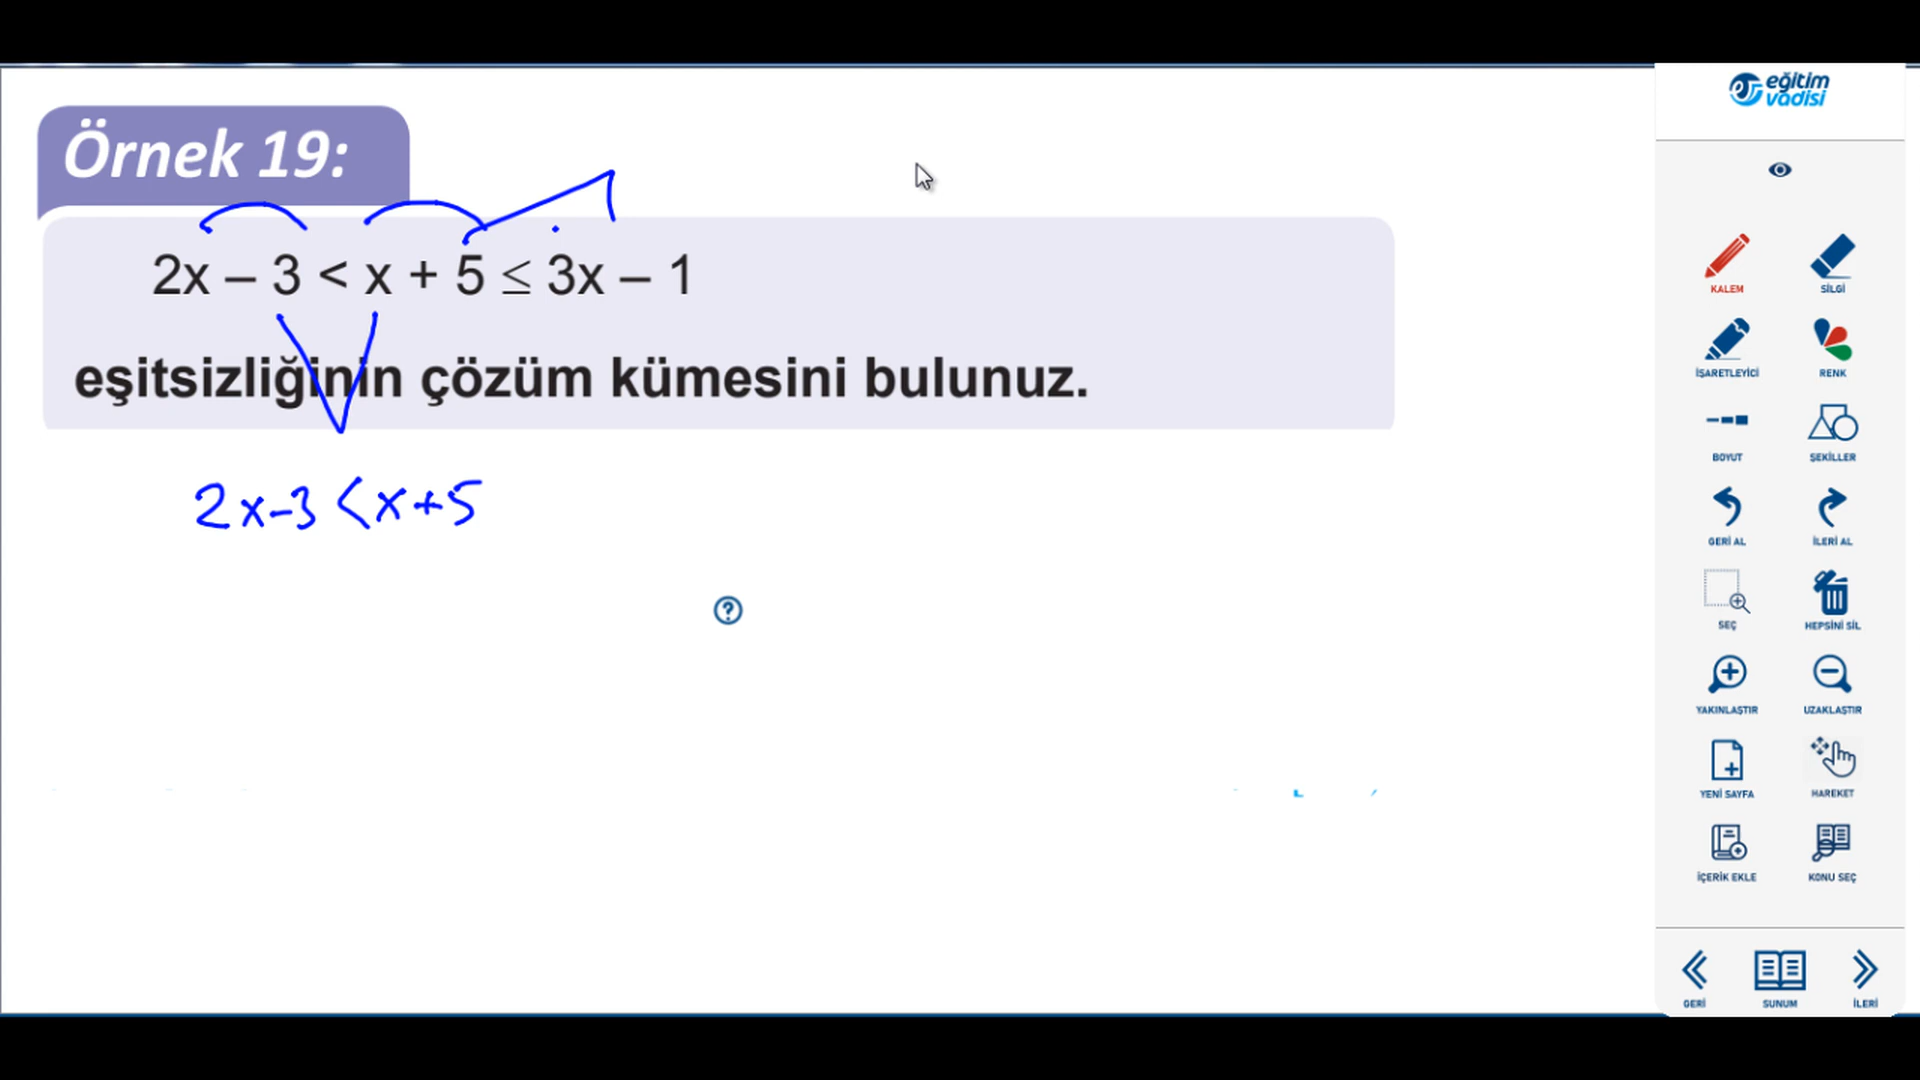 Örnek 19:
2x – 3 < x + 5 ≤ 3x – 1
eşitsizliğinin çözüm kümesini bulunuz.
2x-3 < x+5
?
eğitim
vadisi
KALEM
SİLGİ
İŞARETLEYİCİ
RENK
BOYUT
ŞEKİLLER
GERİ AL
İLERİ AL
SEÇ
HEPSİNİ SİL
YAKINLAŞTIR
UZAKLAŞTIR
YENİ SAYFA
HAREKET
İÇERİK EKLE
KONU SEÇ
GERİ
SUNUM
İLERİ